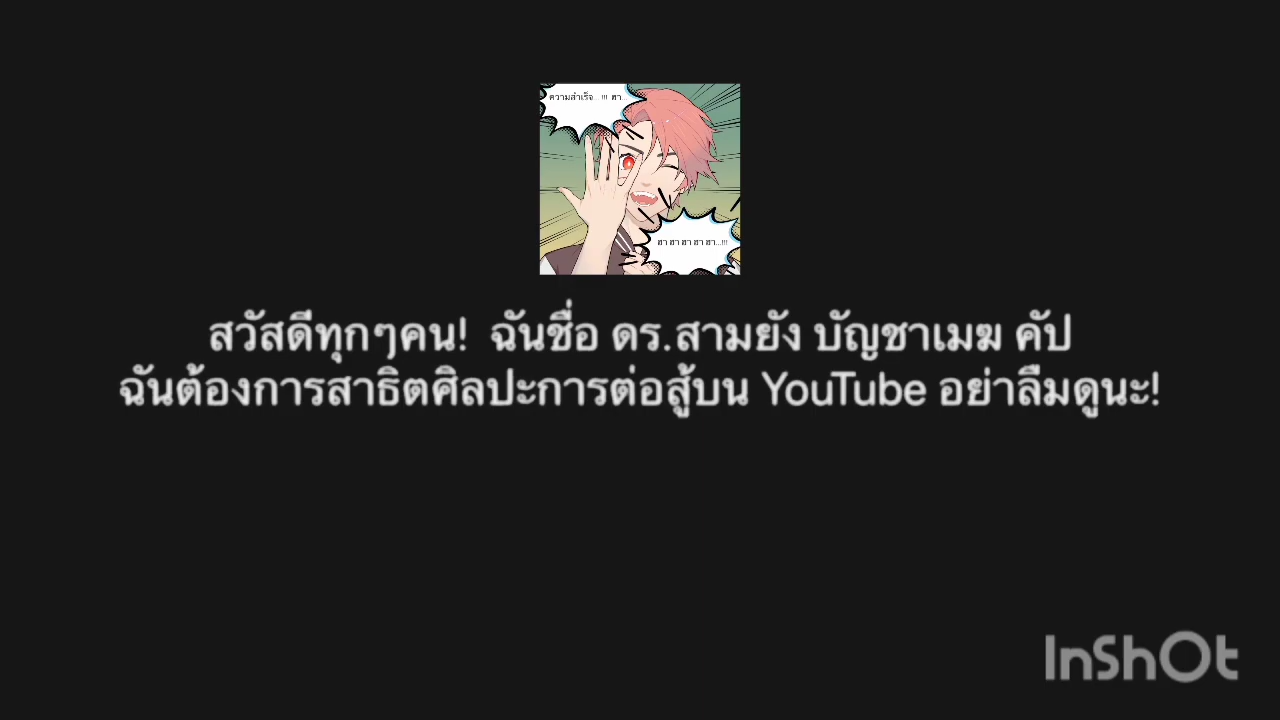 ความสำเร็จ... !!! ฮา...
ฮา ฮา ฮา ฮา ฮา...!!!
สวัสดีทุกๆคน! ฉันชื่อ ดร.สามยัง บัญชาเมฆ คัป
ฉันต้องการสาธิตศิลปะการต่อสู้บน YouTube อย่าลืมดูนะ!
InShOt